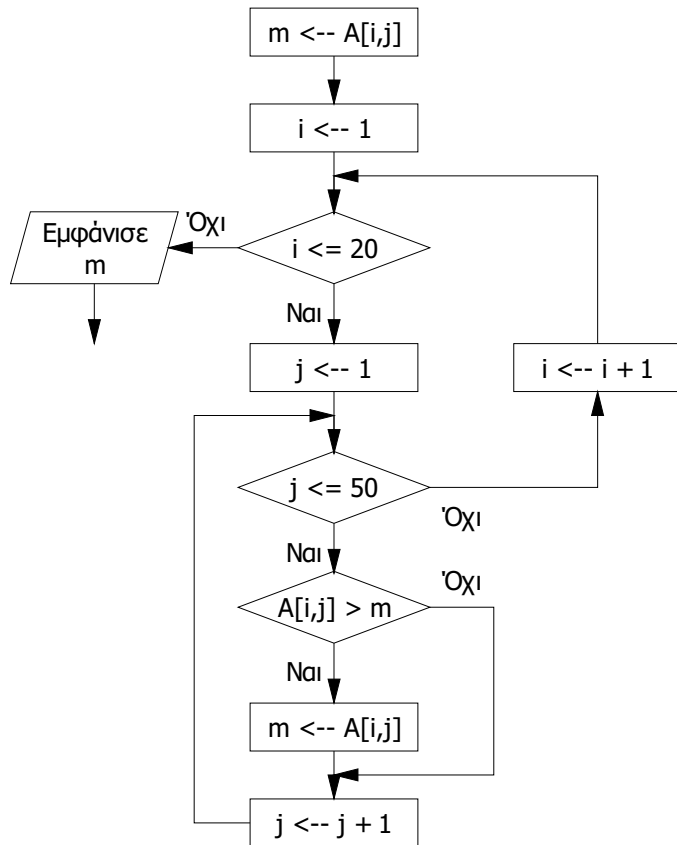 m <-- A[i,j]
i <-- 1
Εμφάνισε
m
Όχι
i <= 20
Ναι
j <-- 1
i <-- i + 1
j <= 50
Όχι
Ναι
Όχι
A[i,j] > m
Ναι
m <-- A[i,j]
j <-- j + 1